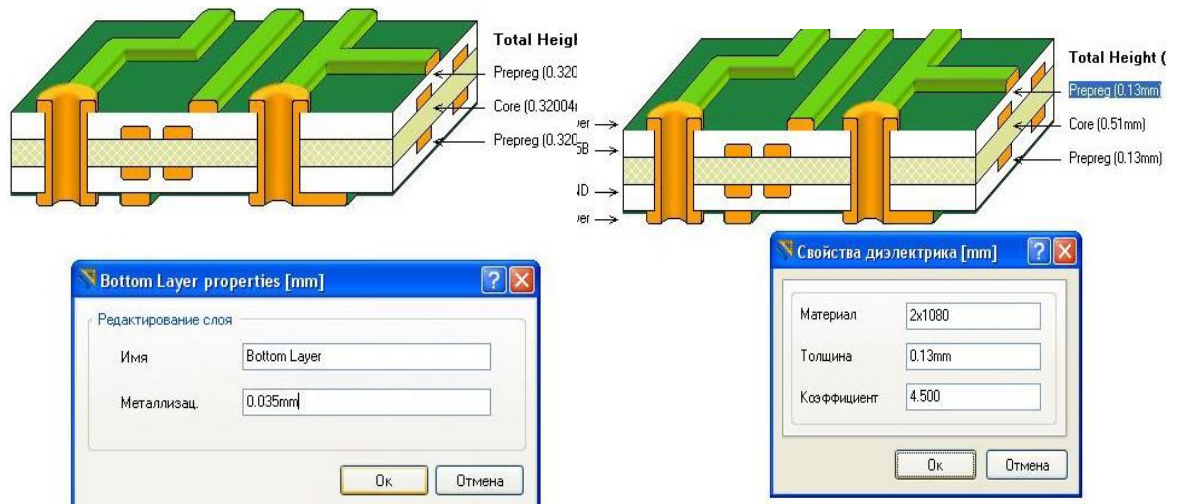 Total Heigh
Prepreg (0.320
Core (0.32004
Prepreg (0.320
Total Height (
Prepreg (0.13mm)
Core (0.51mm)
Prepreg (0.13mm)
Bottom Layer properties [mm]
Редактирование слоя
Имя
Bottom Layer
Металлизац.
0.035mm
Ок
Отмена
Свойства диэлектрика [mm]
Материал
2x1080
Толщина
0.13mm
Коэффициент
4.500
Ок
Отмена